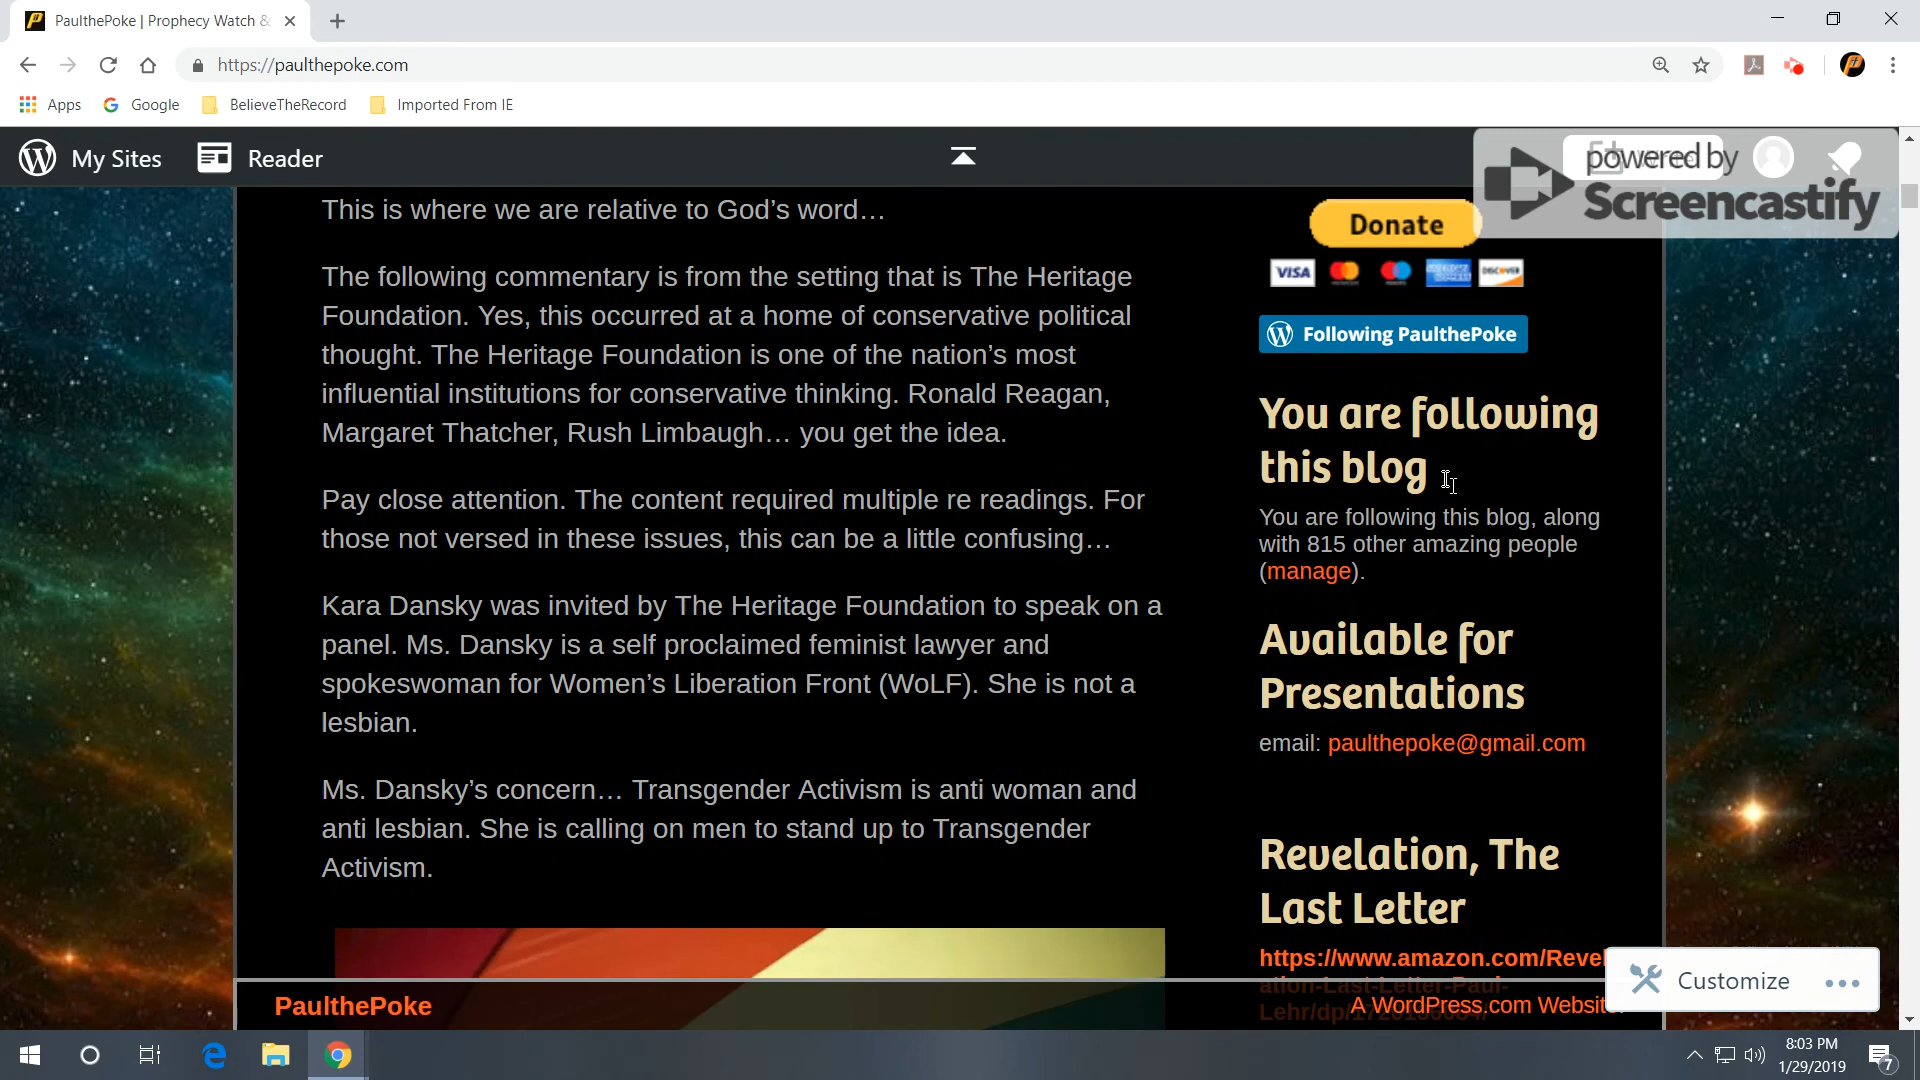 PaulthePoke | Prophecy Watch &
https://paulthepoke.com
Apps Google BelieveTheRecord Imported From IE
My Sites Reader
powered by
Screencastify
This is where we are relative to God’s word…
The following commentary is from the setting that is The Heritage
Foundation. Yes, this occurred at a home of conservative political
thought. The Heritage Foundation is one of the nation’s most
influential institutions for conservative thinking. Ronald Reagan,
Margaret Thatcher, Rush Limbaugh… you get the idea.
Pay close attention. The content required multiple re readings. For
those not versed in these issues, this can be a little confusing…
Kara Dansky was invited by The Heritage Foundation to speak on a
panel. Ms. Dansky is a self proclaimed feminist lawyer and
spokeswoman for Women’s Liberation Front (WoLF). She is not a
lesbian.
Ms. Dansky’s concern… Transgender Activism is anti woman and
anti lesbian. She is calling on men to stand up to Transgender
Activism.
Donate
VISA DISCOVER
Following PaulthePoke
You are following
this blog
You are following this blog, along
with 815 other amazing people
(manage).
Available for
Presentations
email: paulthepoke@gmail.com
Revelation, The
Last Letter
https://www.amazon.com/Revel
ation-Last-Letter-Paul-
Customize
PaulthePoke
A WordPress.com Website
8:03 PM
1/29/2019
7